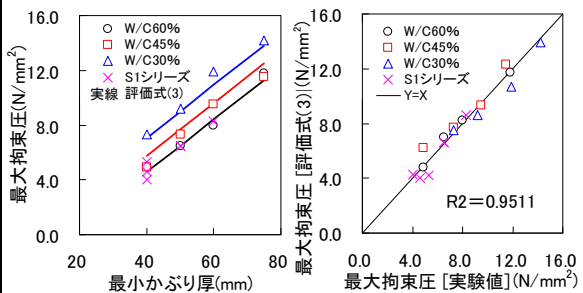 最大拘束圧(N/mm²)
16.0
12.0
8.0
4.0
0.0
W/C60%
W/C45%
W/C30%
S1シリーズ
実線 評価式(3)
20 40 60 80
最小かぶり厚(mm)
最大拘束圧 [評価式(3)](N/mm²)
16.0
12.0
8.0
4.0
0.0
W/C60%
W/C45%
W/C30%
S1シリーズ
Y=X
R2=0.9511
0.0 4.0 8.0 12.0 16.0
最大拘束圧 [実験値](N/mm²)